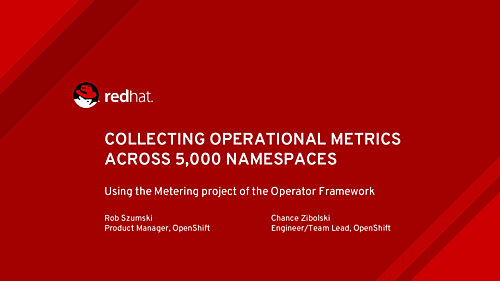 redhat.
COLLECTING OPERATIONAL METRICS
ACROSS 5,000 NAMESPACES
Using the Metering project of the Operator Framework
Rob Szumski
Product Manager, OpenShift
Chance Zibolski
Engineer/Team Lead, OpenShift